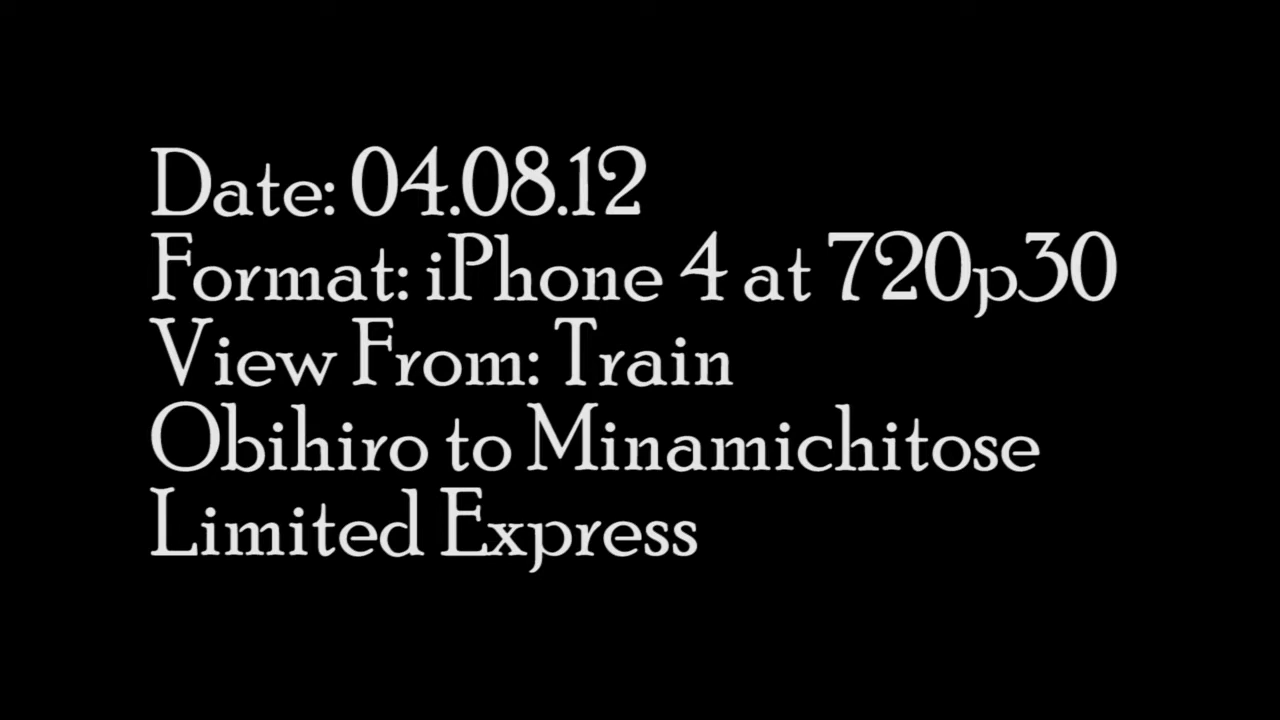 Date: 04.08.12
Format: iPhone 4 at 720p30
View From: Train
Obihiro to Minamichitose
Limited Express